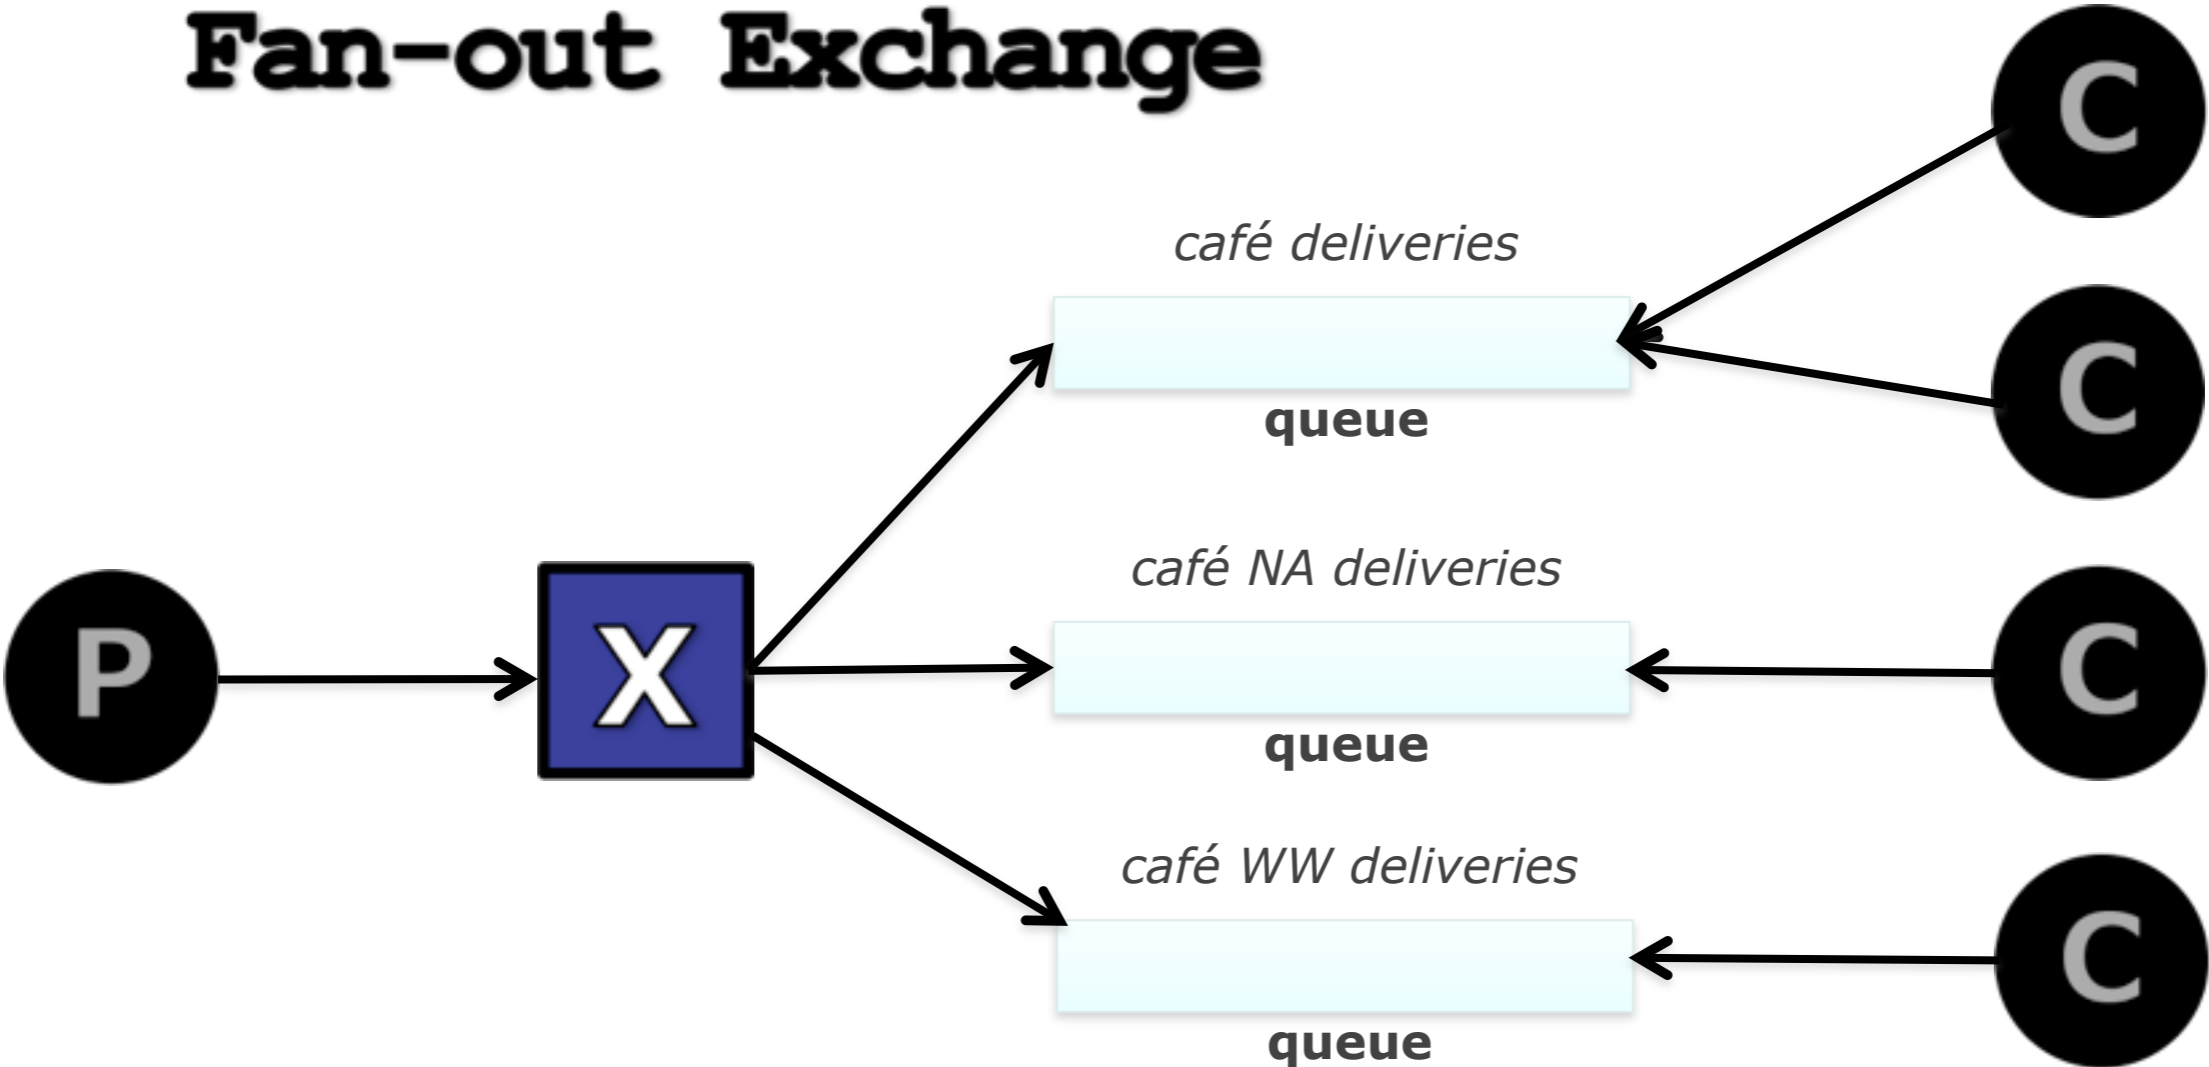 Fan-out Exchange
C
café deliveries
queue
C
café NA deliveries
P
X
queue
C
café WW deliveries
queue
C